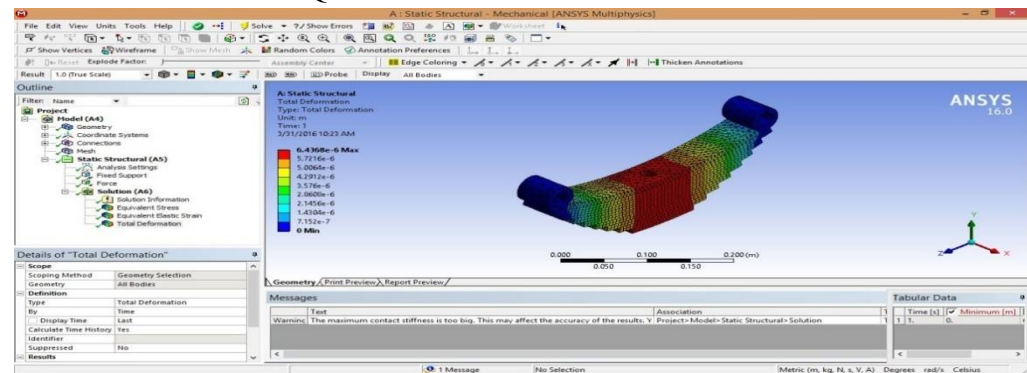 A : Static Structural - Mechanical [ANSYS Multiphysics]
File Edit View Units Tools Help Solve ?/ Show Errors Worksheet
Show Vertices Wireframe Show Mesh Random Colors Annotation Preferences
Reset Explode Factor: Assembly Center Edge Coloring Thicken Annotations
Result 1.0 (True Scale) Probe Display All Bodies
Outline
Filter: Name
Project
Model (A4)
Geometry
Coordinate Systems
Connections
Mesh
Static Structural (A5)
Analysis Settings
Fixed Support
Force
Solution (A6)
Solution Information
Equivalent Stress
Equivalent Elastic Strain
Total Deformation
A: Static Structural
Total Deformation
Type: Total Deformation
Unit: m
Time: 1
3/31/2016 10:23 AM
6.4368e-6 Max
5.7216e-6
5.0064e-6
4.2912e-6
3.576e-6
2.8608e-6
2.1456e-6
1.4304e-6
7.152e-7
0 Min
ANSYS
16.0
0.000 0.100 0.200 (m)
0.050 0.150
Y
Z X
Geometry Print Preview Report Preview
Details of "Total Deformation"
Scope
Scoping Method Geometry Selection
Geometry All Bodies
Definition
Type Total Deformation
By Time
Display Time Last
Calculate Time History Yes
Identifier
Suppressed No
Results
Messages
Text Association
Warning The maximum contact stiffness is too big. This may affect the accuracy of the results. Y Project>Model>Static Structural>Solution
Tabular Data
Time [s] Minimum [m]
1 1. 0.
1 Message No Selection Metric (m, kg, N, s, V, A) Degrees rad/s Celsius